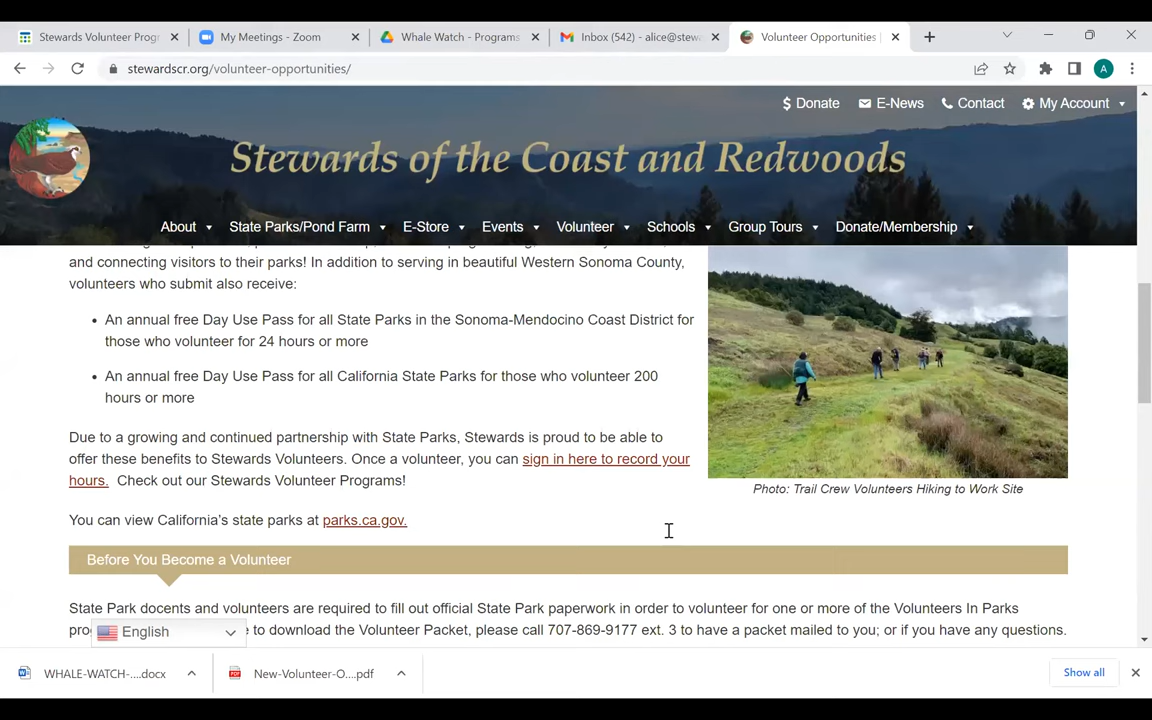 Stewards Volunteer Progr
My Meetings - Zoom
Whale Watch - Programs
Inbox (542) - alice@stew
Volunteer Opportunities
stewardscr.org/volunteer-opportunities/
A
Donate
E-News
Contact
My Account
Stewards of the Coast and Redwoods
About
State Parks/Pond Farm
E-Store
Events
Volunteer
Schools
Group Tours
Donate/Membership
and connecting visitors to their parks! In addition to serving in beautiful Western Sonoma County,
volunteers who submit also receive:
• An annual free Day Use Pass for all State Parks in the Sonoma-Mendocino Coast District for
those who volunteer for 24 hours or more
• An annual free Day Use Pass for all California State Parks for those who volunteer 200
hours or more
Due to a growing and continued partnership with State Parks, Stewards is proud to be able to
offer these benefits to Stewards Volunteers. Once a volunteer, you can sign in here to record your
hours. Check out our Stewards Volunteer Programs!
Photo: Trail Crew Volunteers Hiking to Work Site
You can view California's state parks at parks.ca.gov.
Before You Become a Volunteer
State Park docents and volunteers are required to fill out official State Park paperwork in order to volunteer for one or more of the Volunteers In Parks
to download the Volunteer Packet, please call 707-869-9177 ext. 3 to have a packet mailed to you; or if you have any questions.
English
WHALE-WATCH-....docx
New-Volunteer-O....pdf
Show all